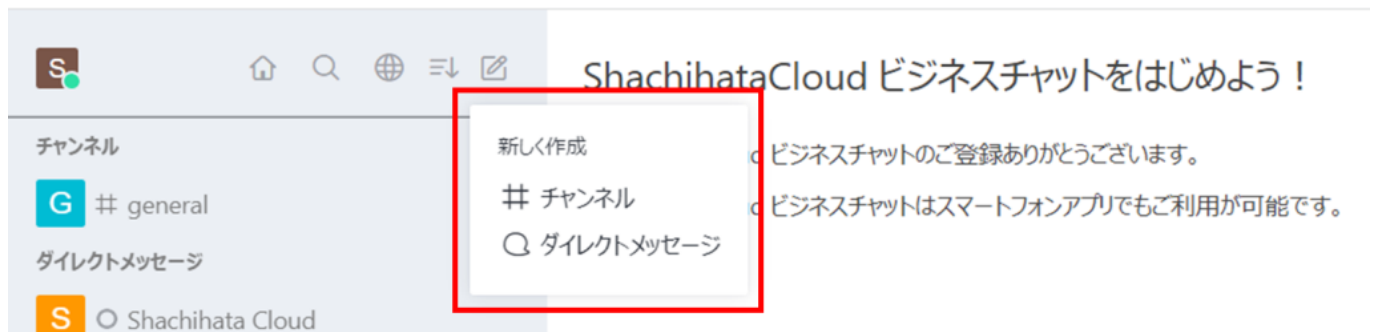 S
チャンネル
G
general
ダイレクトメッセージ
S
Shachihata Cloud
新しく作成
チャンネル
ダイレクトメッセージ
ShachihataCloud ビジネスチャットをはじめよう！
d ビジネスチャットのご登録ありがとうございます。
d ビジネスチャットはスマートフォンアプリでもご利用が可能です。